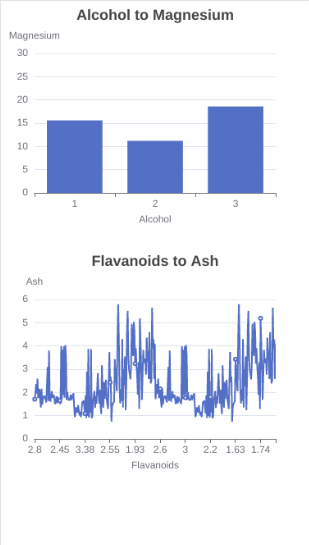 Alcohol to Magnesium
Magnesium
30
25
20
15
10
5
0
1 2 3
Alcohol
Flavanoids to Ash
Ash
6
5
4
3
2
1
0
2.8 2.45 3.38 2.55 1.93 2.6 3 2.2 1.63 1.74
Flavanoids